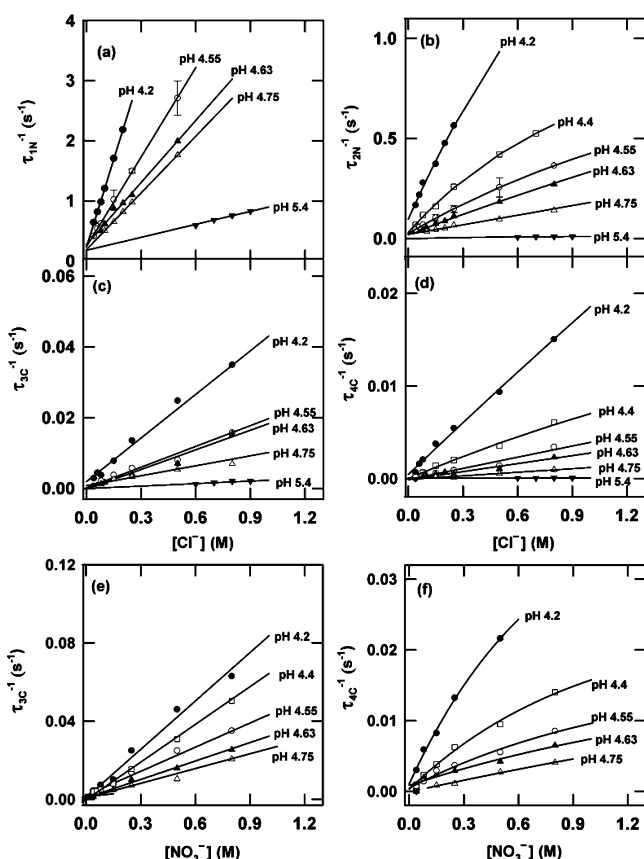 (a)
4
3
2
1
0
τ1N⁻¹ (s⁻¹)
pH 4.2
pH 4.55
pH 4.63
pH 4.75
pH 5.4
(b)
1.0
0.5
0.0
τ2N⁻¹ (s⁻¹)
pH 4.2
pH 4.4
pH 4.55
pH 4.63
pH 4.75
pH 5.4
(c)
0.06
0.04
0.02
0.00
τ3C⁻¹ (s⁻¹)
pH 4.2
pH 4.55
pH 4.63
pH 4.75
pH 5.4
0.0 0.3 0.6 0.9 1.2
[Cl⁻] (M)
(d)
0.02
0.01
0.00
τ4C⁻¹ (s⁻¹)
pH 4.2
pH 4.4
pH 4.55
pH 4.63
pH 4.75
pH 5.4
0.0 0.3 0.6 0.9 1.2
[Cl⁻] (M)
(e)
0.12
0.08
0.04
0.00
τ3C⁻¹ (s⁻¹)
pH 4.2
pH 4.4
pH 4.55
pH 4.63
pH 4.75
0.0 0.3 0.6 0.9 1.2
[NO₃⁻] (M)
(f)
0.03
0.02
0.01
0.00
τ4C⁻¹ (s⁻¹)
pH 4.2
pH 4.4
pH 4.55
pH 4.63
pH 4.75
0.0 0.3 0.6 0.9 1.2
[NO₃⁻] (M)